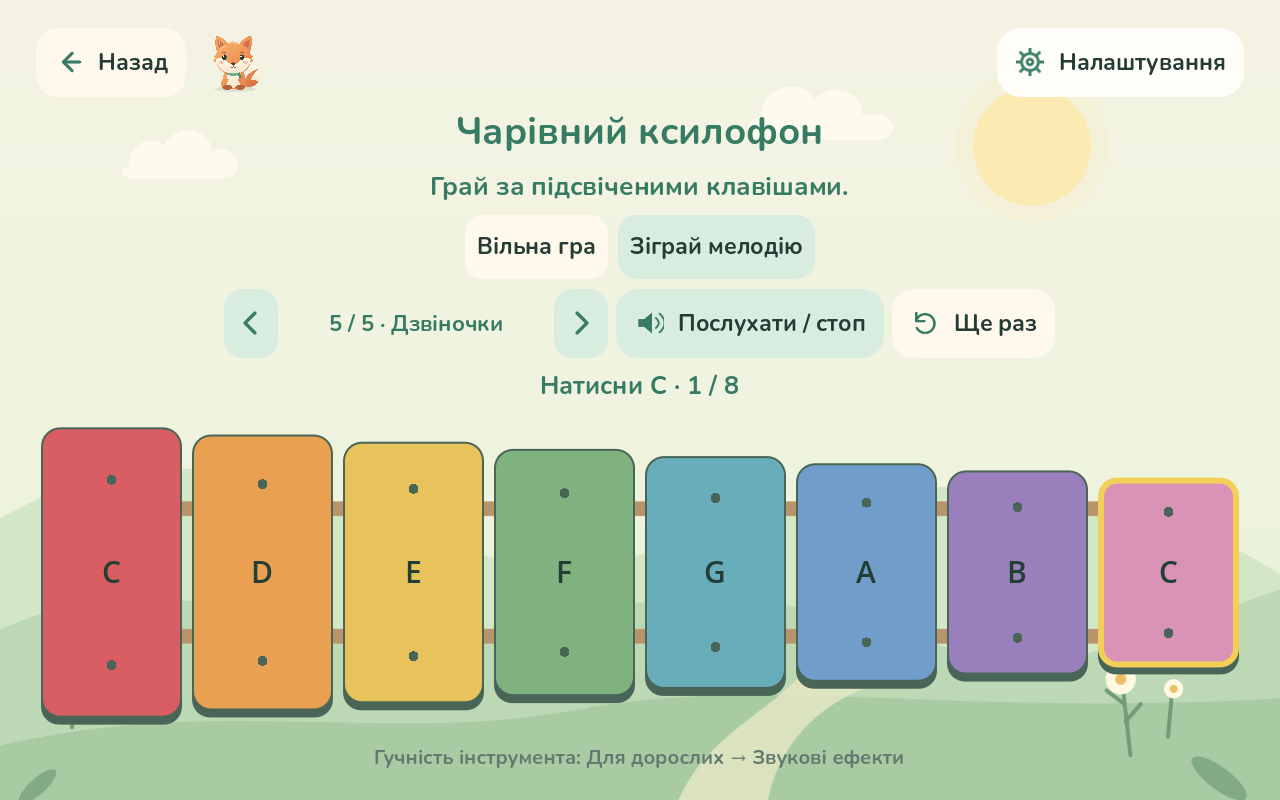 Назад
Налаштування
Чарівний ксилофон
Грай за підсвіченими клавішами.
Вільна гра Зіграй мелодію
5 / 5 · Дзвіночки Послухати / стоп Ще раз
Натисни C · 1 / 8
C D E F G A B C
Гучність інструмента: Для дорослих → Звукові ефекти